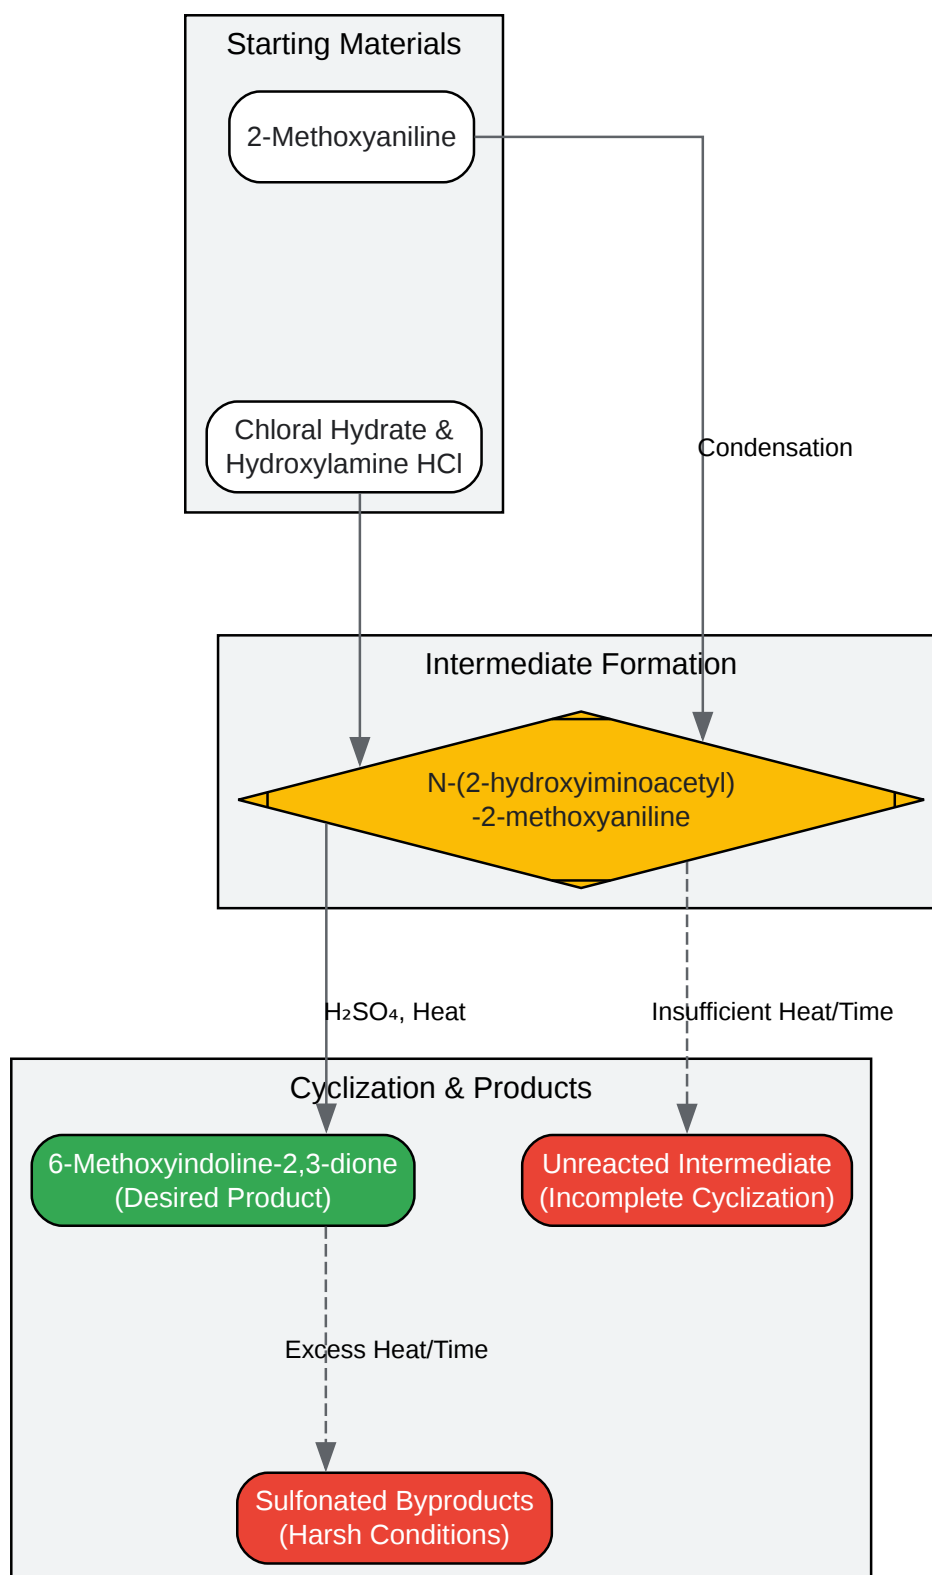 Starting Materials
2-Methoxyaniline
Chloral Hydrate &
Hydroxylamine HCl
Condensation
Intermediate Formation
N-(2-hydroxyiminoacetyl)
-2-methoxyaniline
H₂SO₄, Heat
Insufficient Heat/Time
Cyclization & Products
6-Methoxyindoline-2,3-dione
(Desired Product)
Unreacted Intermediate
(Incomplete Cyclization)
Excess Heat/Time
Sulfonated Byproducts
(Harsh Conditions)